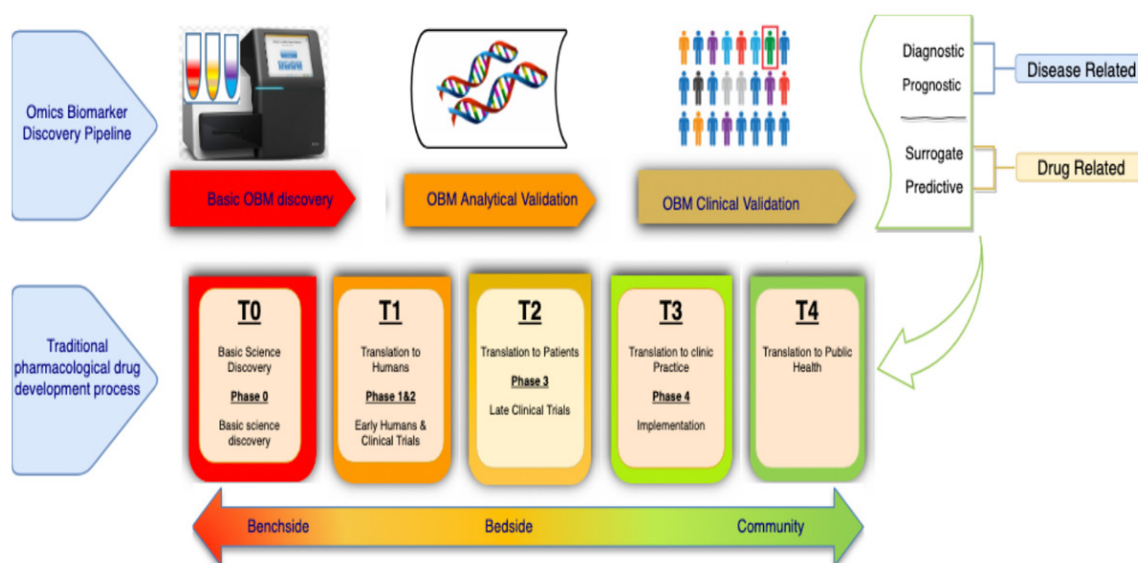 Omics Biomarker
Discovery Pipeline
Basic OBM discovery
OBM Analytical Validation
OBM Clinical Validation
Diagnostic
Prognostic
Surrogate
Predictive
Disease Related
Drug Related
Traditional
pharmacological drug
development process
T0
Basic Science
Discovery
Phase 0
Basic science
discovery
T1
Translation to
Humans
Phase 1&2
Early Humans &
Clinical Trials
T2
Translation to Patients
Phase 3
Late Clinical Trials
T3
Translation to clinic
Practice
Phase 4
Implementation
T4
Translation to Public
Health
Benchside
Bedside
Community